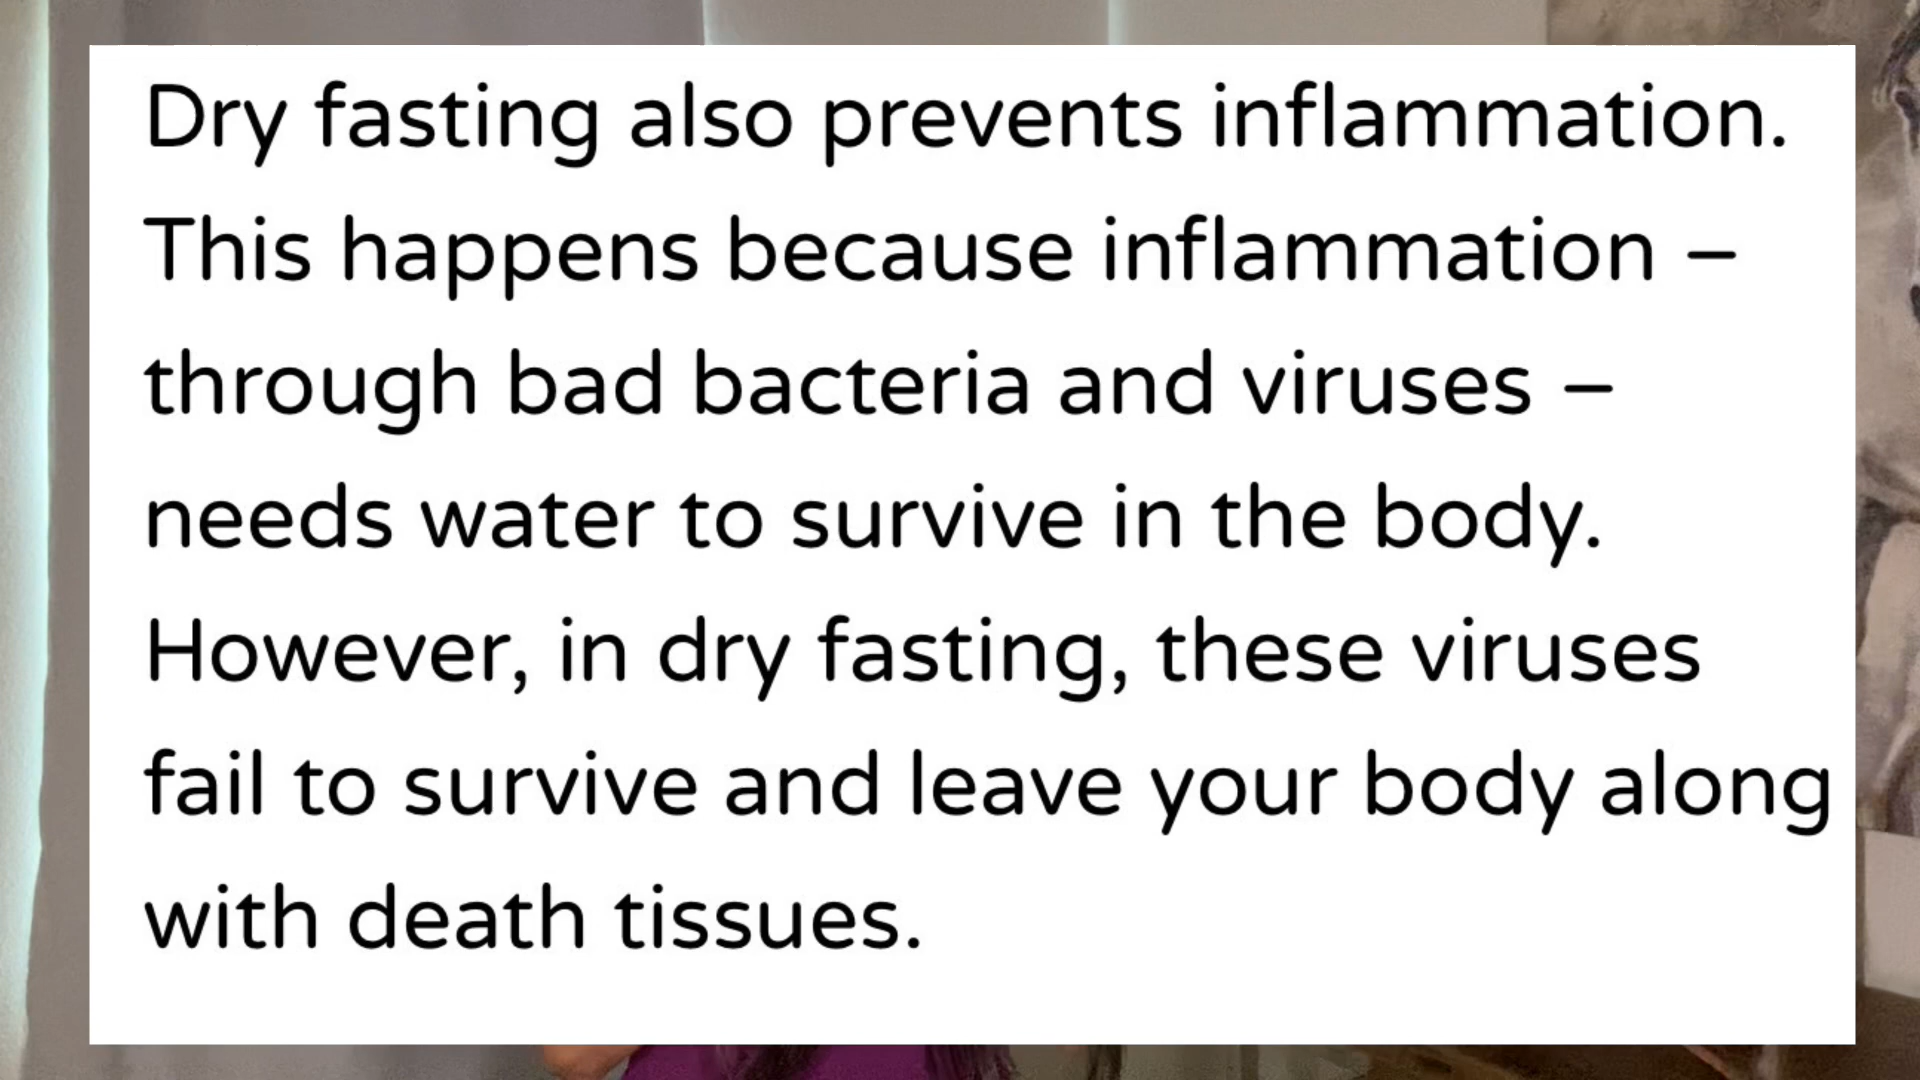 Dry fasting also prevents inflammation.
This happens because inflammation –
through bad bacteria and viruses –
needs water to survive in the body.
However, in dry fasting, these viruses
fail to survive and leave your body along
with death tissues.